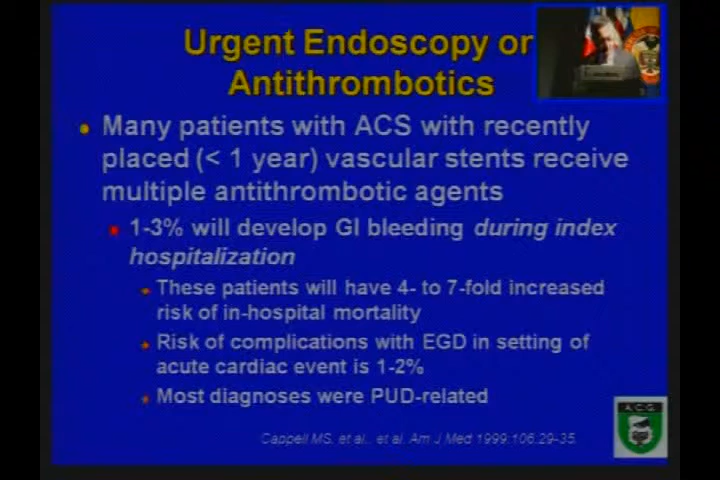 Urgent Endoscopy or
Antithrombotics
Many patients with ACS with recently
placed (< 1 year) vascular stents receive
multiple antithrombotic agents
1-3% will develop GI bleeding during index
hospitalization
These patients will have 4- to 7-fold increased
risk of in-hospital mortality
Risk of complications with EGD in setting of
acute cardiac event is 1-2%
Most diagnoses were PUD-related
A.C.G.
Cappell MS. et al., et al. Am J Med 1999:106:29-35.